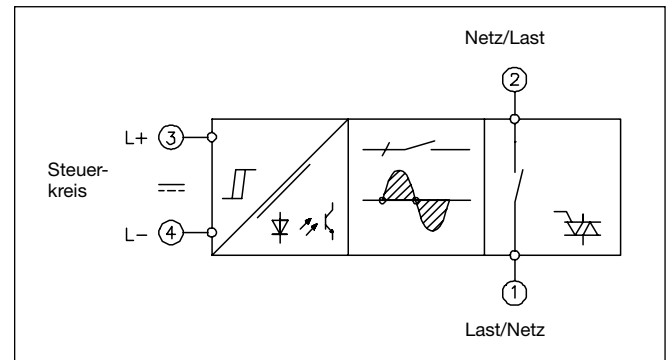 Netz/Last
2
L+ 3
Steuer-
kreis
L− 4
1
Last/Netz